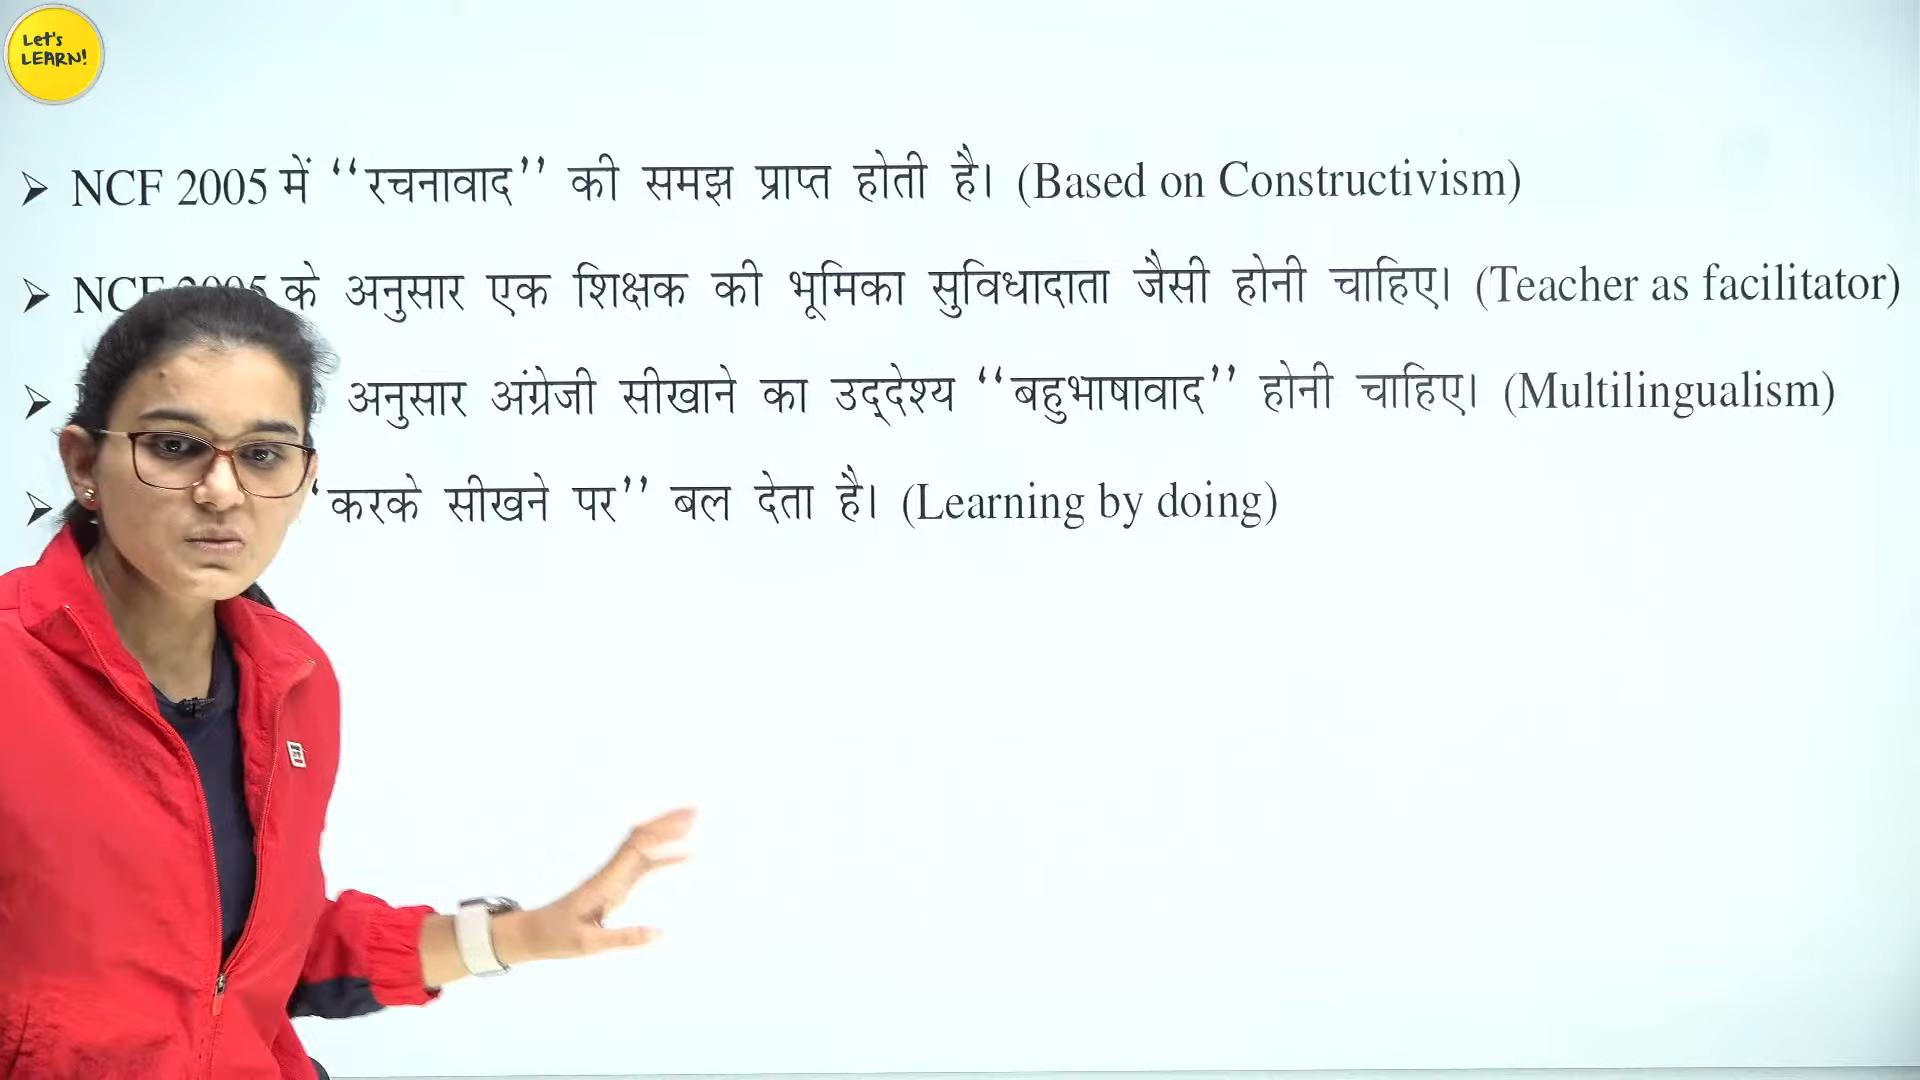 Let's
LEARN!
NCF 2005 में ‘‘रचनावाद’’ की समझ प्राप्त होती है। (Based on Constructivism)
के अनुसार एक शिक्षक की भूमिका सुविधादाता जैसी होनी चाहिए। (Teacher as facilitator)
अनुसार अंग्रेजी सीखाने का उद्देश्य ‘‘बहुभाषावाद’’ होनी चाहिए। (Multilingualism)
करके सीखने पर’’ बल देता है। (Learning by doing)